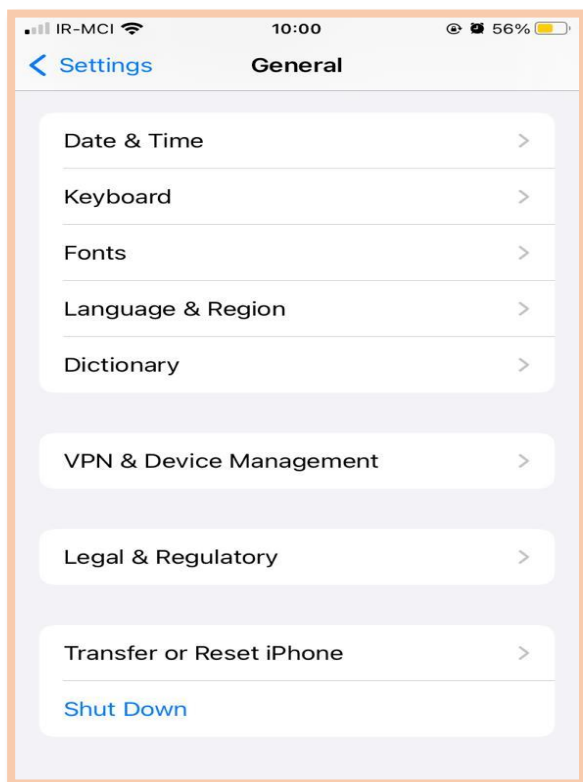 IR-MCI 10:00 56%
Settings General
Date & Time
Keyboard
Fonts
Language & Region
Dictionary
VPN & Device Management
Legal & Regulatory
Transfer or Reset iPhone
Shut Down